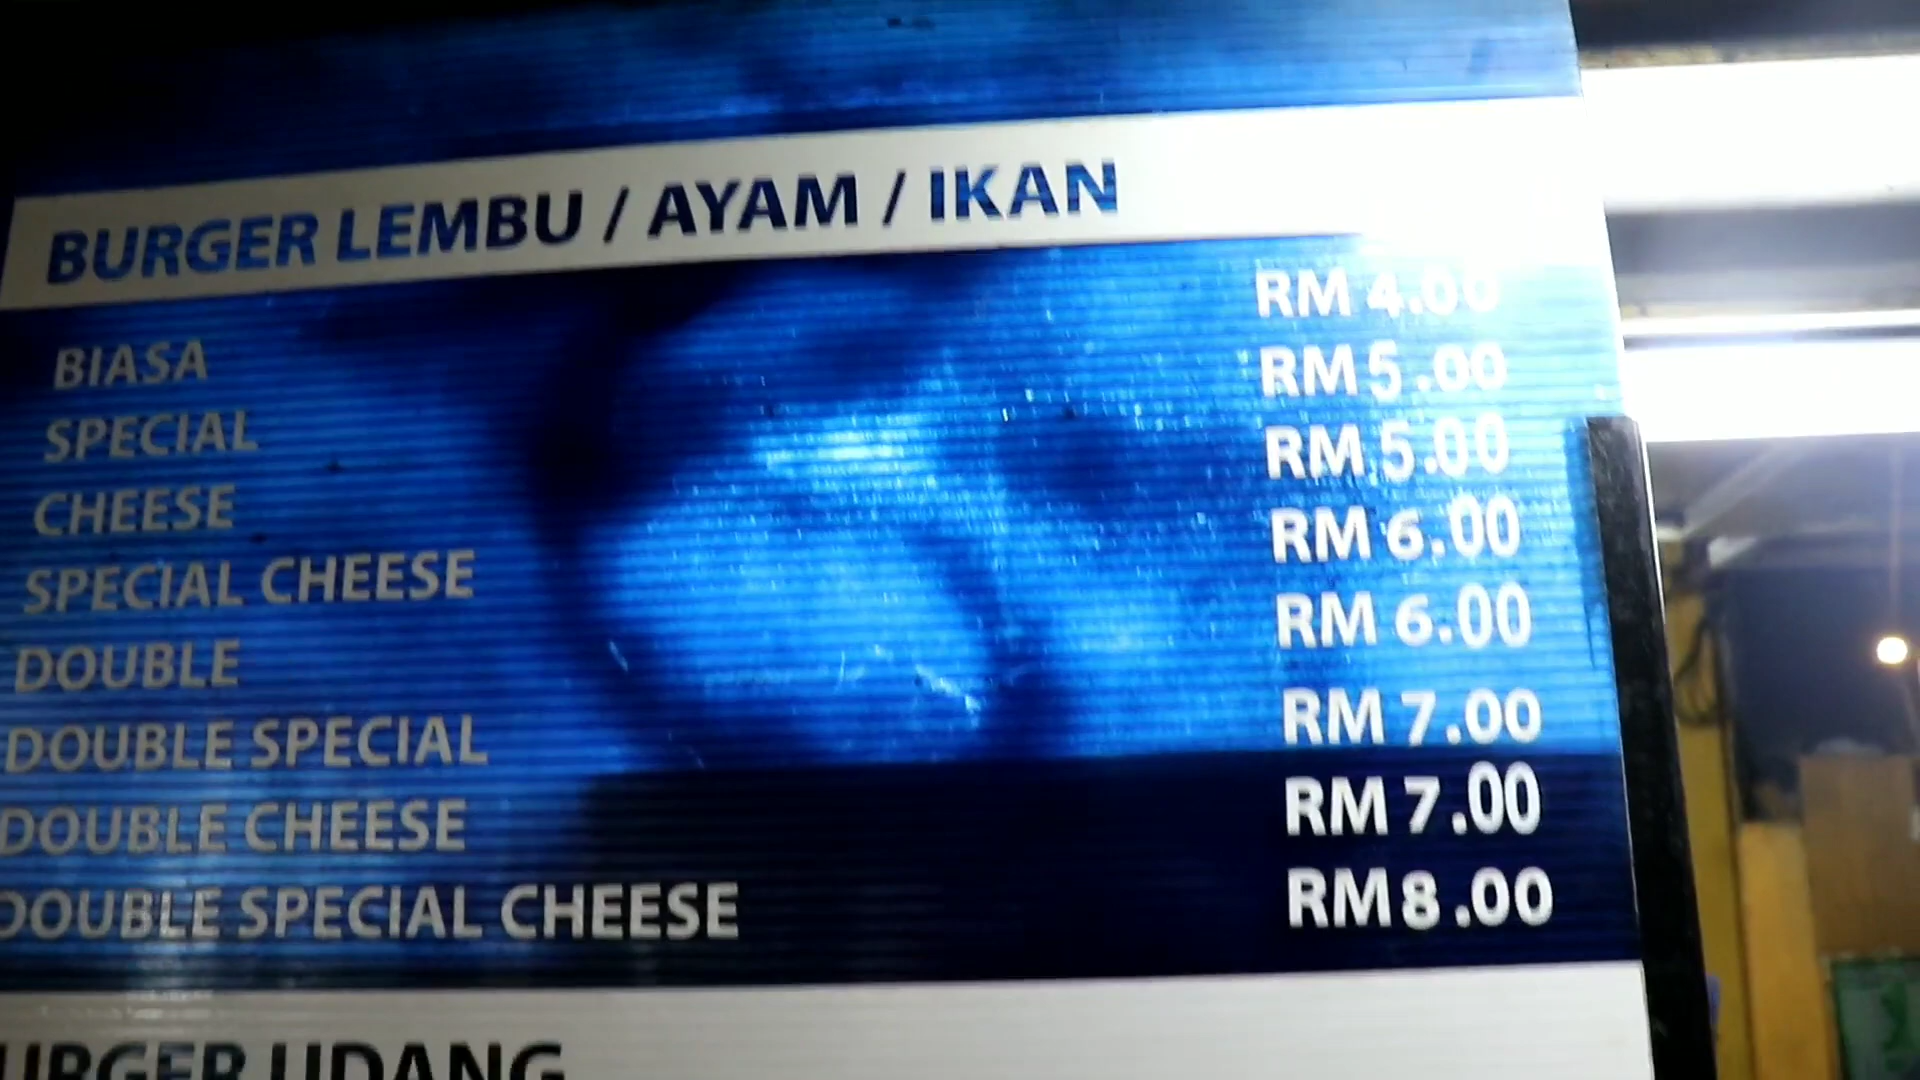 BURGER LEMBU / AYAM / IKAN
BIASA RM 4.00
SPECIAL RM 5.00
CHEESE RM 5.00
SPECIAL CHEESE RM 6.00
DOUBLE RM 6.00
DOUBLE SPECIAL RM 7.00
DOUBLE CHEESE RM 7.00
DOUBLE SPECIAL CHEESE RM 8.00
URGER UDANG